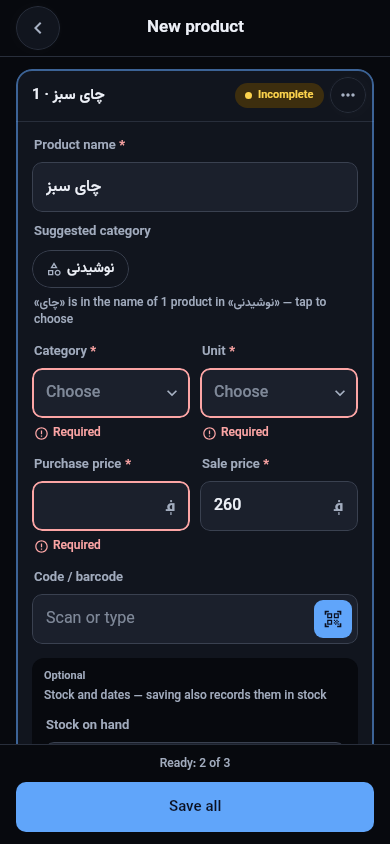 New product
چای سبز · 1
Incomplete
Product name *
چای سبز
Suggested category
نوشیدنی
«چای» is in the name of 1 product in «نوشیدنی» — tap to
choose
Category *
Unit *
Choose
Choose
Required
Required
Purchase price *
Sale price *
؋
260
؋
Required
Code / barcode
Scan or type
Optional
Stock and dates — saving also records them in stock
Stock on hand
Ready: 2 of 3
Save all